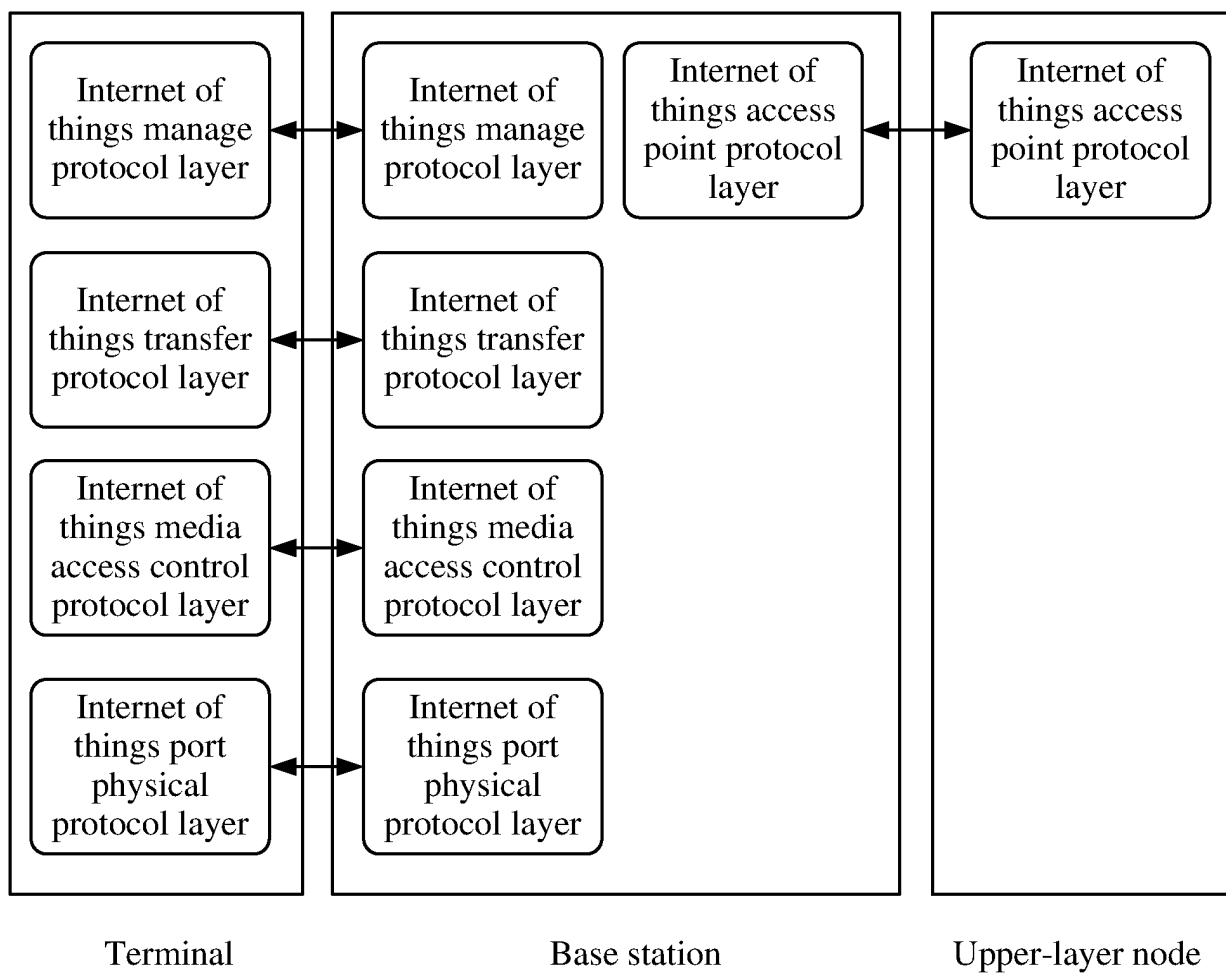 Internet of
things manage
protocol layer
Internet of
things manage
protocol layer
Internet of
things access
point protocol
layer
Internet of
things access
point protocol
layer
Internet of
things transfer
protocol layer
Internet of
things transfer
protocol layer
Internet of
things media
access control
protocol layer
Internet of
things media
access control
protocol layer
Internet of
things port
physical
protocol layer
Internet of
things port
physical
protocol layer
Terminal
Base station
Upper-layer node